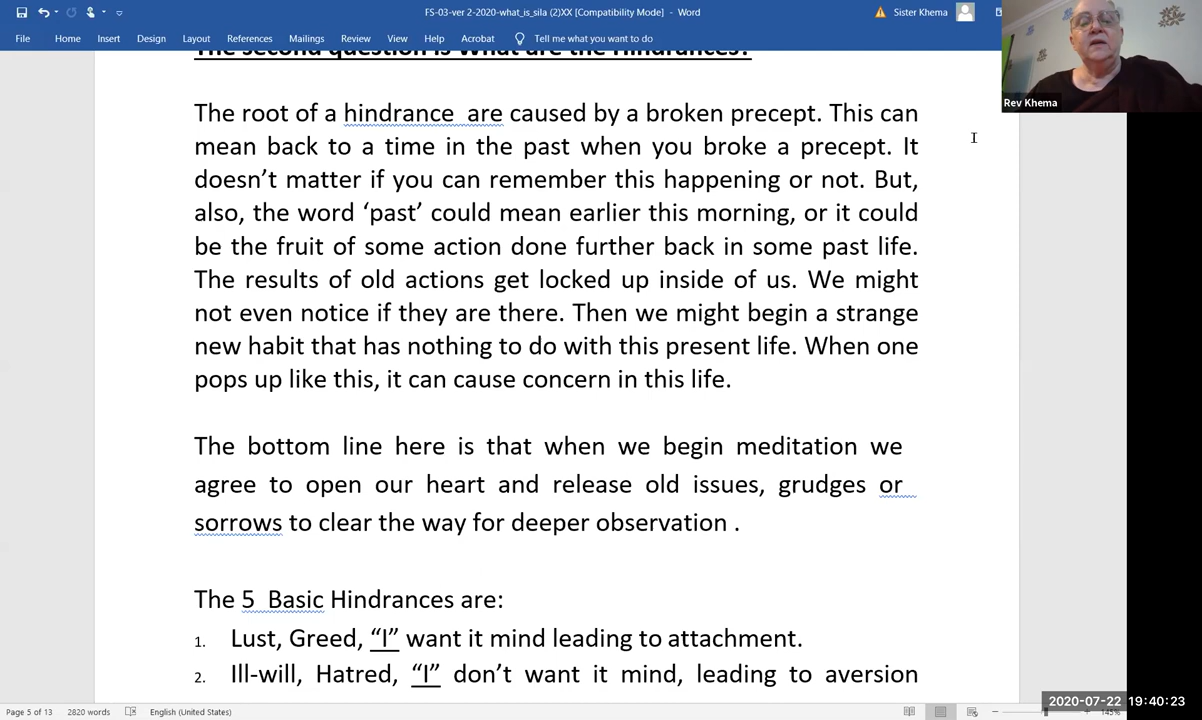 FS-03-ver 2-2020-what_is_sila (2)XX [Compatibility Mode] - Word
Sister Khema
File Home Insert Design Layout References Mailings Review View Help Acrobat Tell me what you want to do
The second question is What are the Hindrances?
Rev Khema
The root of a hindrance are caused by a broken precept. This can
mean back to a time in the past when you broke a precept. It
doesn’t matter if you can remember this happening or not. But,
also, the word ‘past’ could mean earlier this morning, or it could
be the fruit of some action done further back in some past life.
The results of old actions get locked up inside of us. We might
not even notice if they are there. Then we might begin a strange
new habit that has nothing to do with this present life. When one
pops up like this, it can cause concern in this life.
The bottom line here is that when we begin meditation we
agree to open our heart and release old issues, grudges or
sorrows to clear the way for deeper observation .
The 5 Basic Hindrances are:
1. Lust, Greed, “I” want it mind leading to attachment.
2. Ill-will, Hatred, “I” don’t want it mind, leading to aversion
Page 5 of 13 2820 words English (United States) 145%
2020-07-22 19:40:23